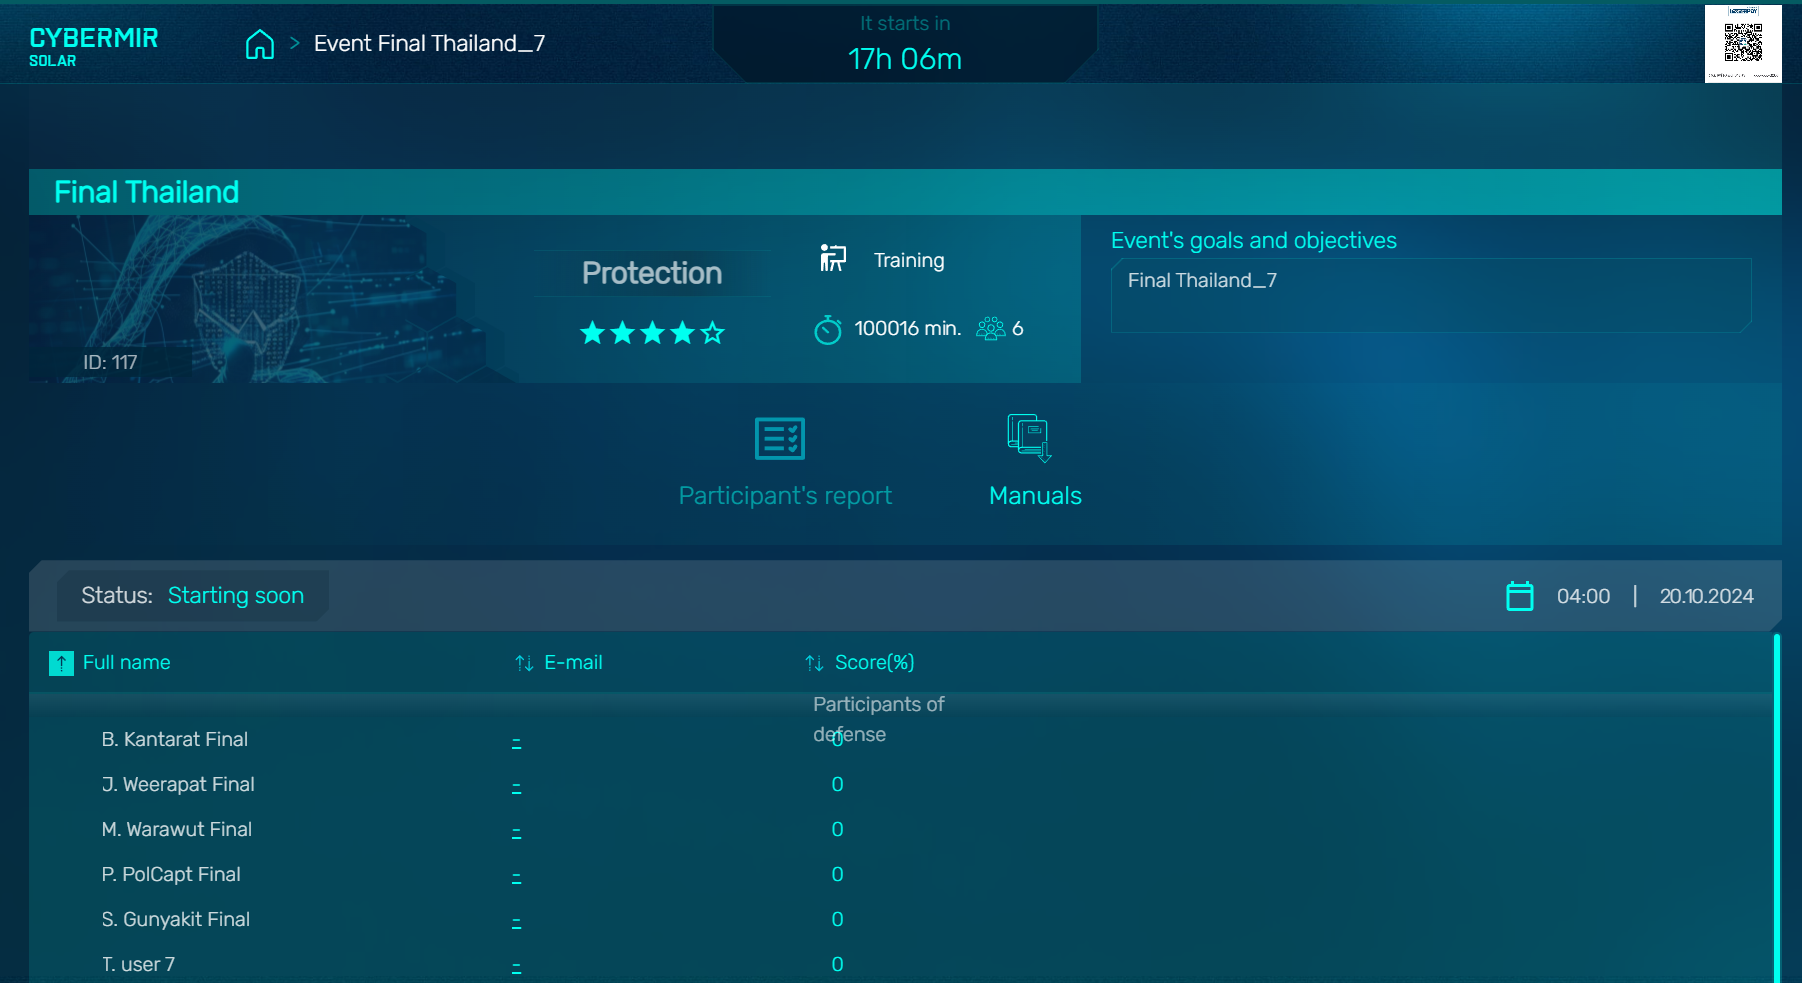 CYBERMIR
SOLAR
> Event Final Thailand_7
It starts in
17h 06m
Final Thailand
ID: 117
Protection
Training
100016 min. 6
Event's goals and objectives
Final Thailand_7
Participant's report
Manuals
Status: Starting soon
04:00 | 20.10.2024
Full name E-mail Score(%)
Participants of
defense
B. Kantarat Final - 0
J. Weerapat Final - 0
M. Warawut Final - 0
P. PolCapt Final - 0
S. Gunyakit Final - 0
T. user 7 - 0